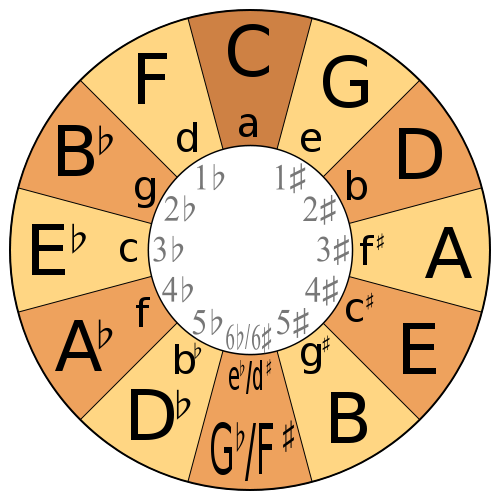 C
G
D
A
E
B
G♭/F♯
D♭
A♭
E♭
B♭
F
a
e
b
f♯
c♯
g♯
e♭/d♯
b♭
f
c
g
d
1♯
2♯
3♯
4♯
5♯
6♭/6♯
5♭
4♭
3♭
2♭
1♭